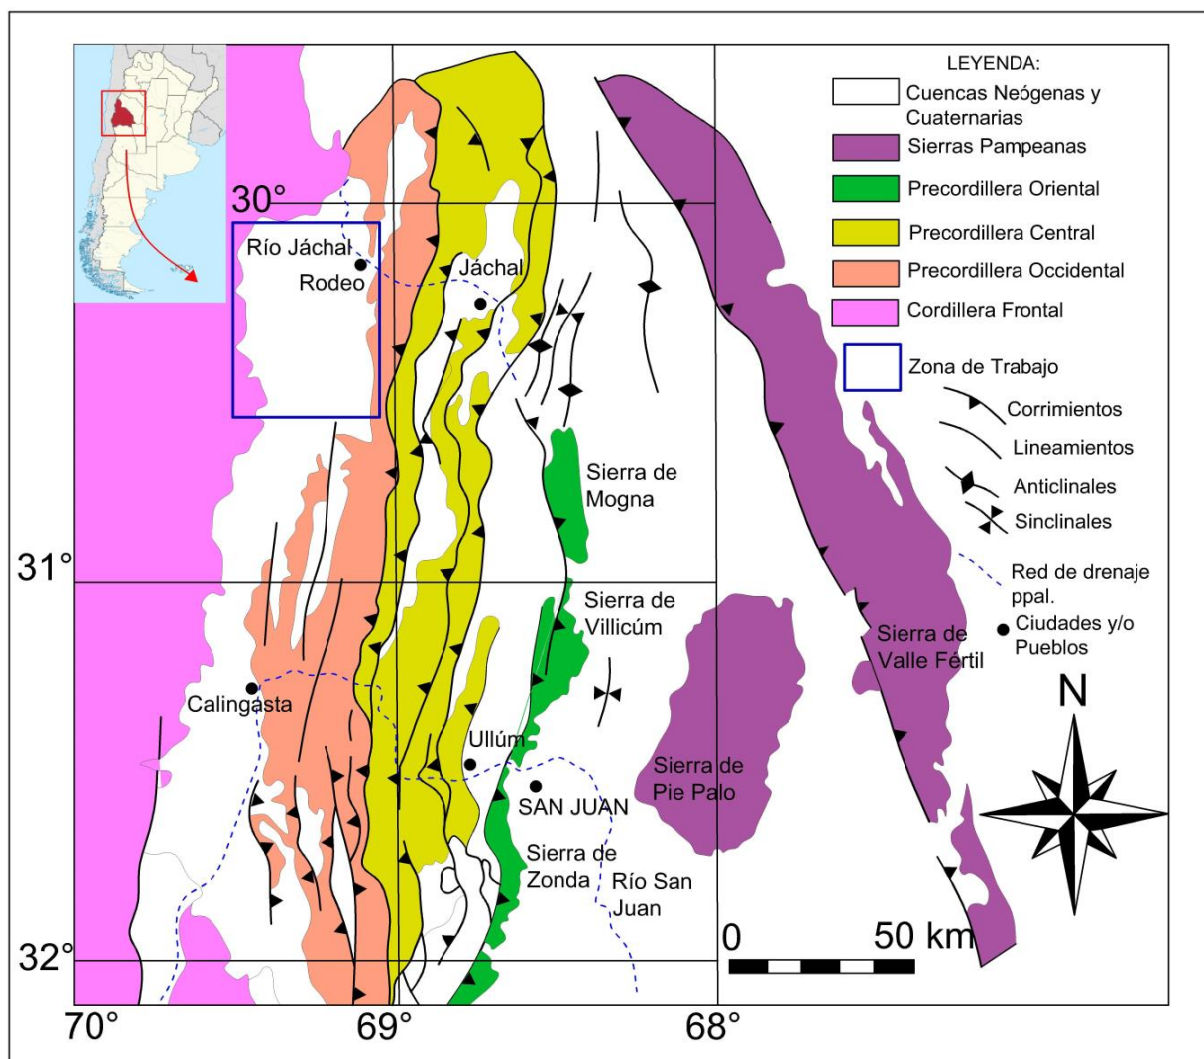 LEYENDA:
Cuencas Neógenas y
Cuaternarias
Sierras Pampeanas
Precordillera Oriental
Precordillera Central
Precordillera Occidental
Cordillera Frontal
Zona de Trabajo
Corrimientos
Lineamientos
Anticlinales
Sinclinales
Red de drenaje
ppal.
Ciudades y/o
Pueblos
N
30°
Río Jáchal
Rodeo
Jáchal
Sierra de
Mogna
31°
Sierra de
Villicúm
Sierra de
Valle Fértil
Calingasta
Ullúm
Sierra de
Pie Palo
SAN JUAN
Sierra de
Zonda
Río San
Juan
0 50 km
32°
70° 69° 68°